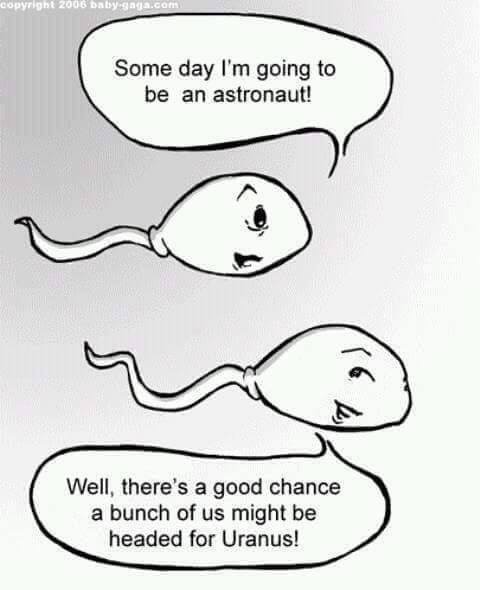 copyright 2006 baby-gaga.com
Some day I'm going to
be an astronaut!
Well, there's a good chance
a bunch of us might be
headed for Uranus!